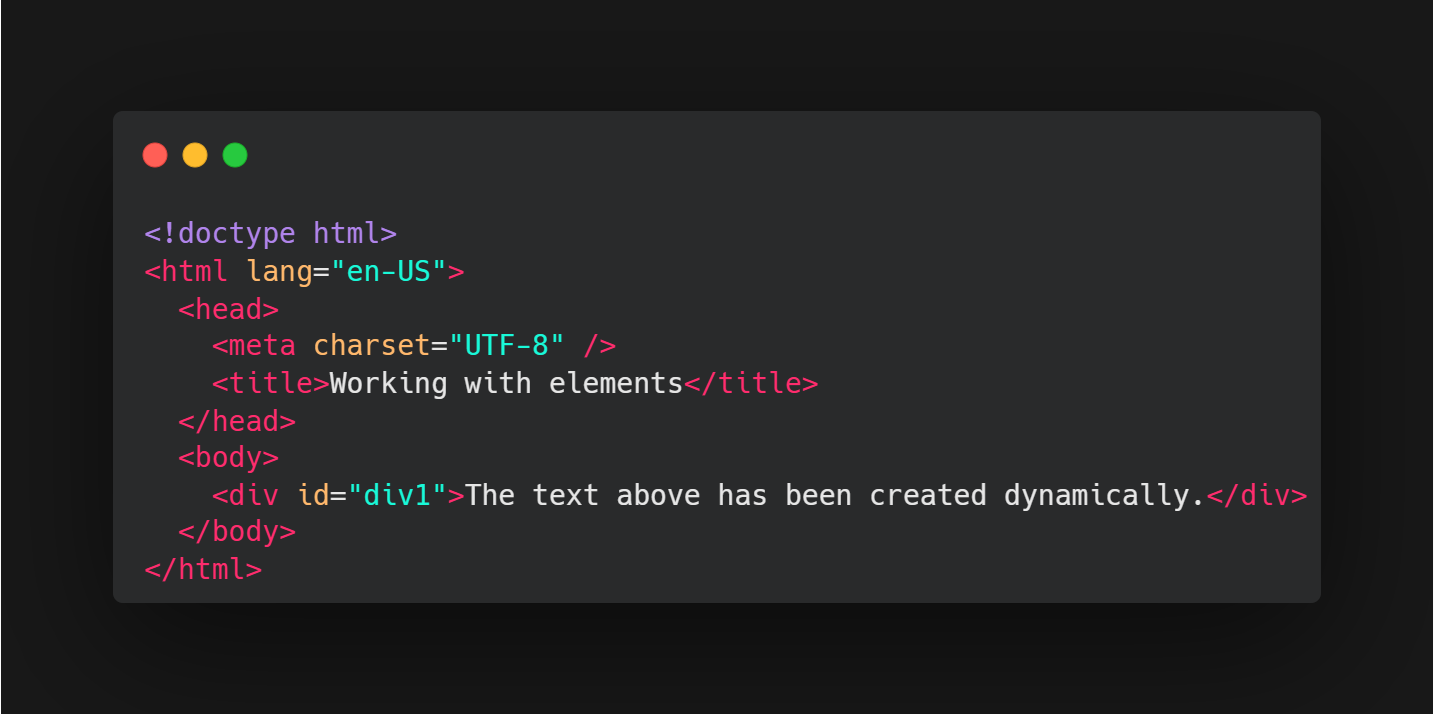 <!doctype html>
<html lang="en-US">
  <head>
    <meta charset="UTF-8" />
    <title>Working with elements</title>
  </head>
  <body>
    <div id="div1">The text above has been created dynamically.</div>
  </body>
</html>